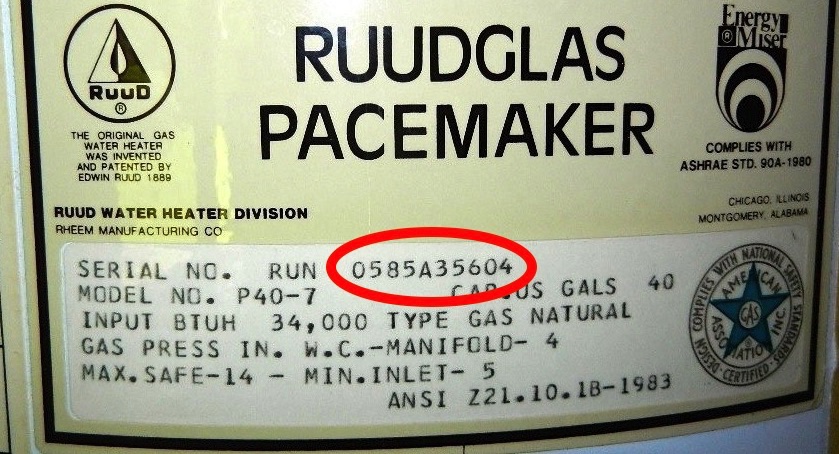 RUUD
®
THE ORIGINAL GAS
WATER HEATER
WAS INVENTED
AND PATENTED BY
EDWIN RUUD 1889
RUUDGLAS
PACEMAKER
Energy
Miser
®
COMPLIES WITH
ASHRAE STD. 90A-1980
RUUD WATER HEATER DIVISION
RHEEM MANUFACTURING CO
CHICAGO, ILLINOIS
MONTGOMERY, ALABAMA
SERIAL NO. RUN 0585A35604
MODEL NO. P40-7 CAP.US GALS 40
INPUT BTUH 34,000 TYPE GAS NATURAL
GAS PRESS IN. W.C.-MANIFOLD- 4
MAX.SAFE-14 - MIN.INLET- 5
ANSI Z21.10.1B-1983
DESIGN COMPLIES WITH NATIONAL SAFETY STANDARDS
AMERICAN
GAS
ASSOCIATION INC.
CERTIFIED